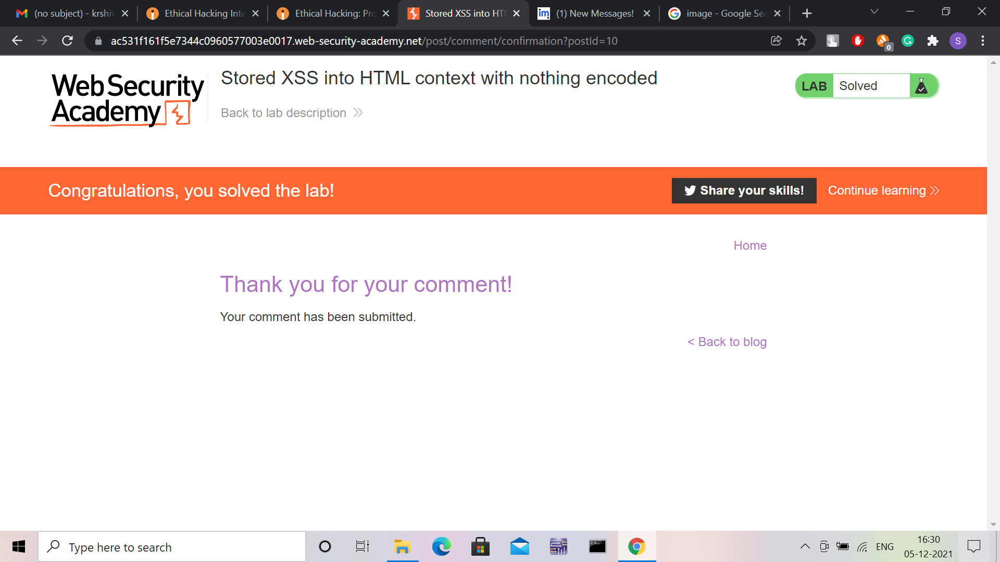 (no subject) - krshiv
Ethical Hacking Inte
Ethical Hacking: Pro
Stored XSS into HT
(1) New Messages!
image - Google Sea
ac531f161f5e7344c0960577003e0017.web-security-academy.net/post/comment/confirmation?postId=10
0
S
Web Security
Academy
Stored XSS into HTML context with nothing encoded
Back to lab description
LAB Solved
Congratulations, you solved the lab!
Share your skills!
Continue learning
Home
Thank you for your comment!
Your comment has been submitted.
< Back to blog
Type here to search
ENG
16:30
05-12-2021